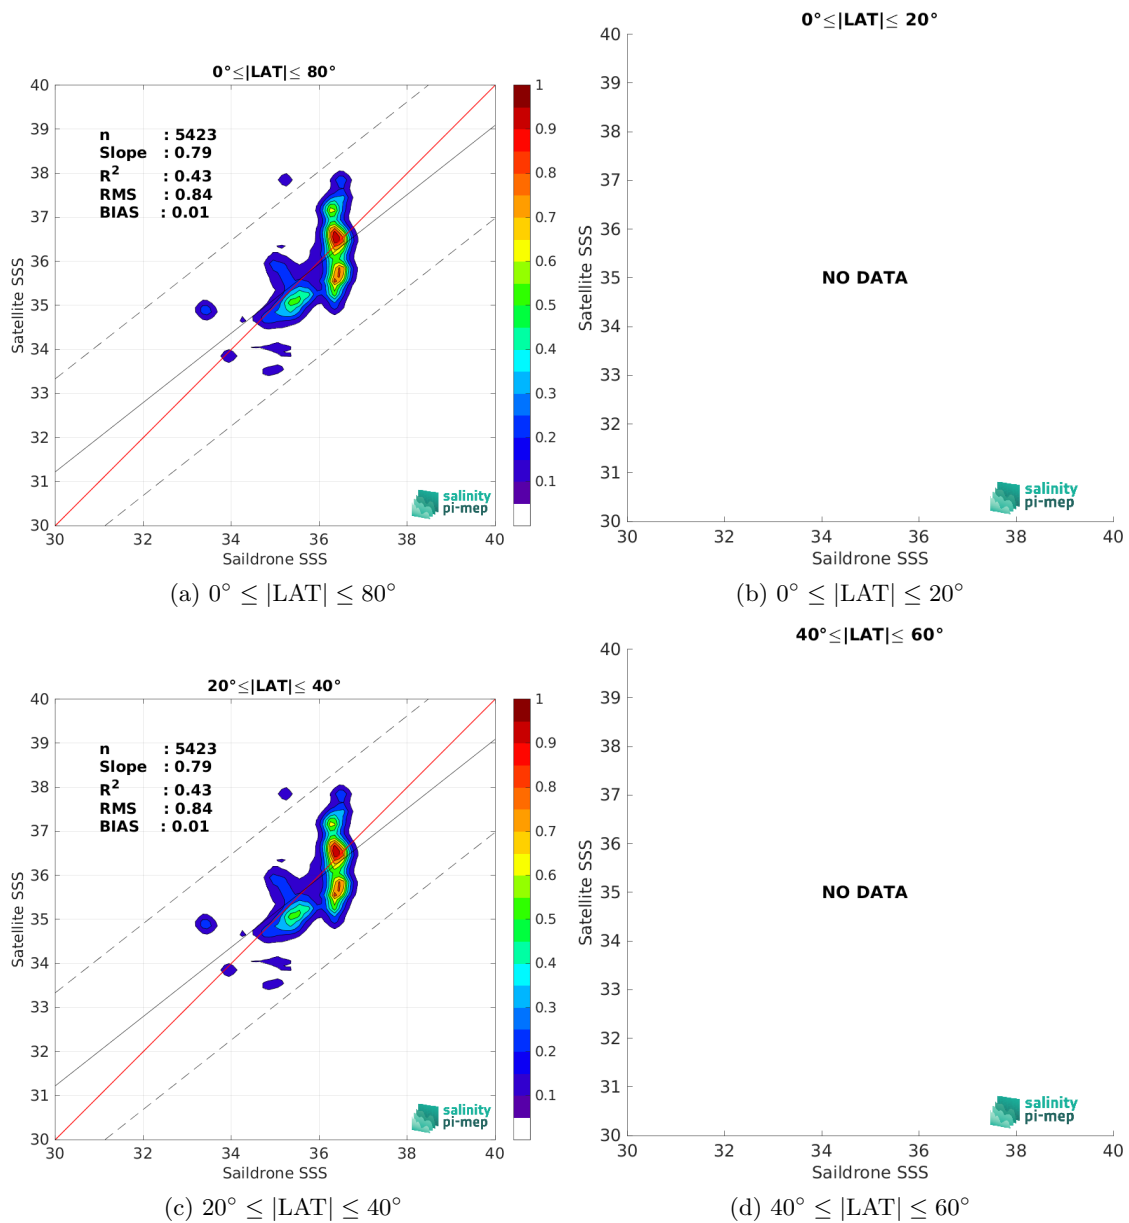 0°≤|LAT|≤ 80°
40
39
38
37
36
35
34
33
32
31
30
Satellite SSS
n : 5423
Slope : 0.79
R² : 0.43
RMS : 0.84
BIAS : 0.01
1
0.9
0.8
0.7
0.6
0.5
0.4
0.3
0.2
0.1
salinity
pi-mep
30 32 34 36 38 40
Saildrone SSS
(a) 0° ≤ |LAT| ≤ 80°
0°≤|LAT|≤ 20°
40
39
38
37
36
35
34
33
32
31
30
Satellite SSS
NO DATA
salinity
pi-mep
30 32 34 36 38 40
Saildrone SSS
(b) 0° ≤ |LAT| ≤ 20°
20°≤|LAT|≤ 40°
40
39
38
37
36
35
34
33
32
31
30
Satellite SSS
n : 5423
Slope : 0.79
R² : 0.43
RMS : 0.84
BIAS : 0.01
1
0.9
0.8
0.7
0.6
0.5
0.4
0.3
0.2
0.1
salinity
pi-mep
30 32 34 36 38 40
Saildrone SSS
(c) 20° ≤ |LAT| ≤ 40°
40°≤|LAT|≤ 60°
40
39
38
37
36
35
34
33
32
31
30
Satellite SSS
NO DATA
salinity
pi-mep
30 32 34 36 38 40
Saildrone SSS
(d) 40° ≤ |LAT| ≤ 60°